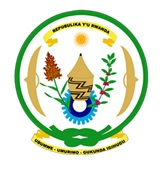 REPUBULIKA Y'U RWANDA
UBUMWE - UMURIMO - GUKUNDA IGIHUGU